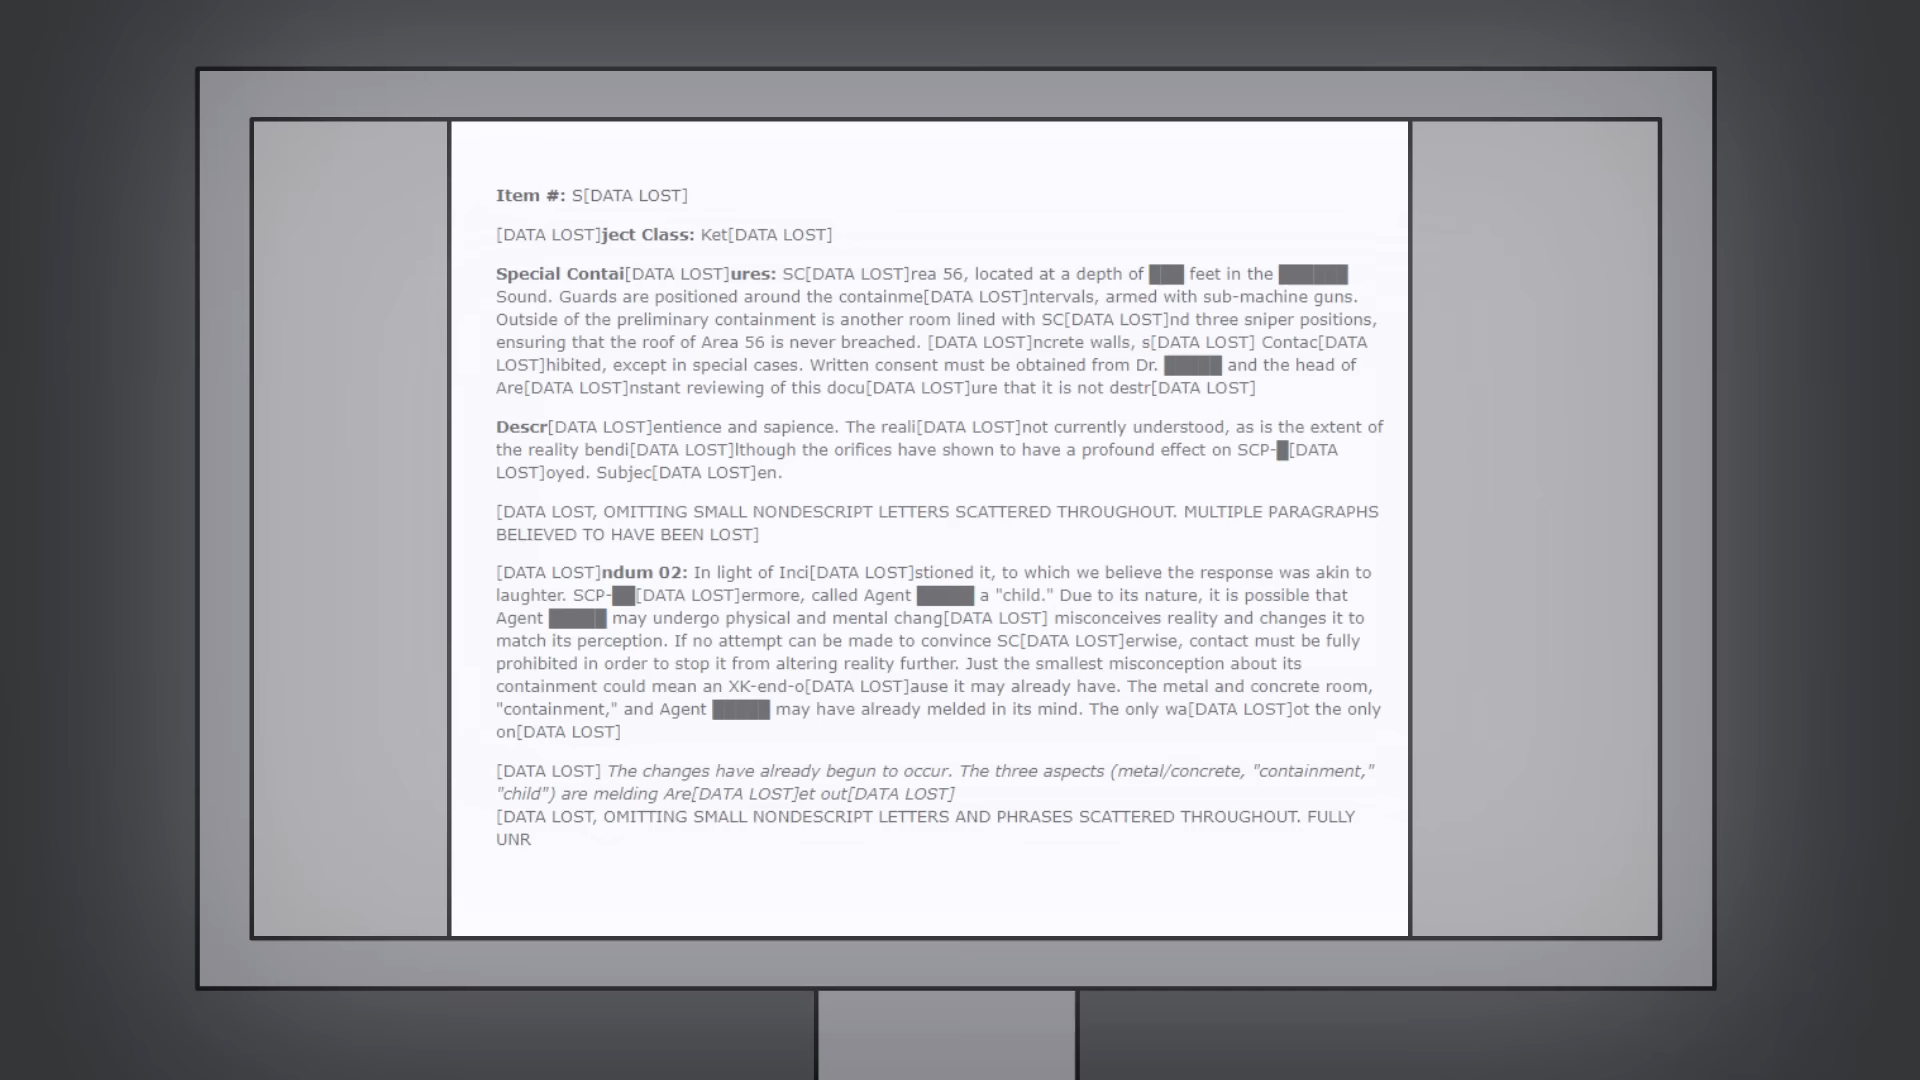 Item #: S[DATA LOST]
[DATA LOST]ject Class: Ket[DATA LOST]
Special Contai[DATA LOST]ures: SC[DATA LOST]rea 56, located at a depth of ███ feet in the ██████
Sound. Guards are positioned around the containme[DATA LOST]ntervals, armed with sub-machine guns.
Outside of the preliminary containment is another room lined with SC[DATA LOST]nd three sniper positions,
ensuring that the roof of Area 56 is never breached. [DATA LOST]ncrete walls, s[DATA LOST] Contac[DATA
LOST]hibited, except in special cases. Written consent must be obtained from Dr. █████ and the head of
Are[DATA LOST]nstant reviewing of this docu[DATA LOST]ure that it is not destr[DATA LOST]
Descr[DATA LOST]entience and sapience. The reali[DATA LOST]not currently understood, as is the extent of
the reality bendi[DATA LOST]lthough the orifices have shown to have a profound effect on SCP-█[DATA
LOST]oyed. Subjec[DATA LOST]en.
[DATA LOST, OMITTING SMALL NONDESCRIPT LETTERS SCATTERED THROUGHOUT. MULTIPLE PARAGRAPHS
BELIEVED TO HAVE BEEN LOST]
[DATA LOST]ndum 02: In light of Inci[DATA LOST]stioned it, to which we believe the response was akin to
laughter. SCP-██[DATA LOST]ermore, called Agent █████ a "child." Due to its nature, it is possible that
Agent █████ may undergo physical and mental chang[DATA LOST] misconceives reality and changes it to
match its perception. If no attempt can be made to convince SC[DATA LOST]erwise, contact must be fully
prohibited in order to stop it from altering reality further. Just the smallest misconception about its
containment could mean an XK-end-o[DATA LOST]ause it may already have. The metal and concrete room,
"containment," and Agent █████ may have already melded in its mind. The only wa[DATA LOST]ot the only
on[DATA LOST]
[DATA LOST] The changes have already begun to occur. The three aspects (metal/concrete, "containment,"
"child") are melding Are[DATA LOST]et out[DATA LOST]
[DATA LOST, OMITTING SMALL NONDESCRIPT LETTERS AND PHRASES SCATTERED THROUGHOUT. FULLY
UNR